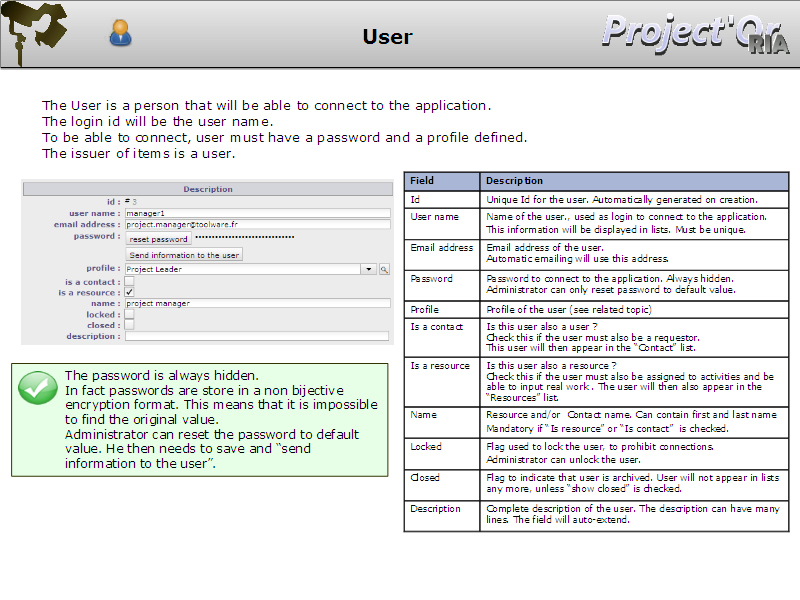 User
Project'Or
RIA
The User is a person that will be able to connect to the application.
The login id will be the user name.
To be able to connect, user must have a password and a profile defined.
The issuer of items is a user.
Description
id : # 3
user name : manager1
email address : project.manager@toolware.fr
password : reset password ••••••••••••••••••••••••••••
Send information to the user
profile : Project Leader
is a contact :
is a resource :
name : project manager
locked :
closed :
description :
The password is always hidden.
In fact passwords are store in a non bijective
encryption format. This means that it is impossible
to find the original value.
Administrator can reset the password to default
value. He then needs to save and “send
information to the user”.
Field Description
Id Unique Id for the user. Automatically generated on creation.
User name Name of the user., used as login to connect to the application.
This information will be displayed in lists. Must be unique.
Email address Email address of the user.
Automatic emailing will use this address.
Password Password to connect to the application. Always hidden.
Administrator can only reset password to default value.
Profile Profile of the user (see related topic)
Is a contact Is this user also a user ?
Check this if the user must also be a requestor.
This user will then appear in the “Contact” list.
Is a resource Is this user also a resource ?
Check this if the user must also be assigned to activities and be
able to input real work . The user will then also appear in the
“Resources” list.
Name Resource and/or Contact name. Can contain first and last name
Mandatory if “Is resource” or “Is contact” is checked.
Locked Flag used to lock the user, to prohibit connections.
Administrator can unlock the user.
Closed Flag to indicate that user is archived. User will not appear in lists
any more, unless “show closed” is checked.
Description Complete description of the user. The description can have many
lines. The field will auto-extend.